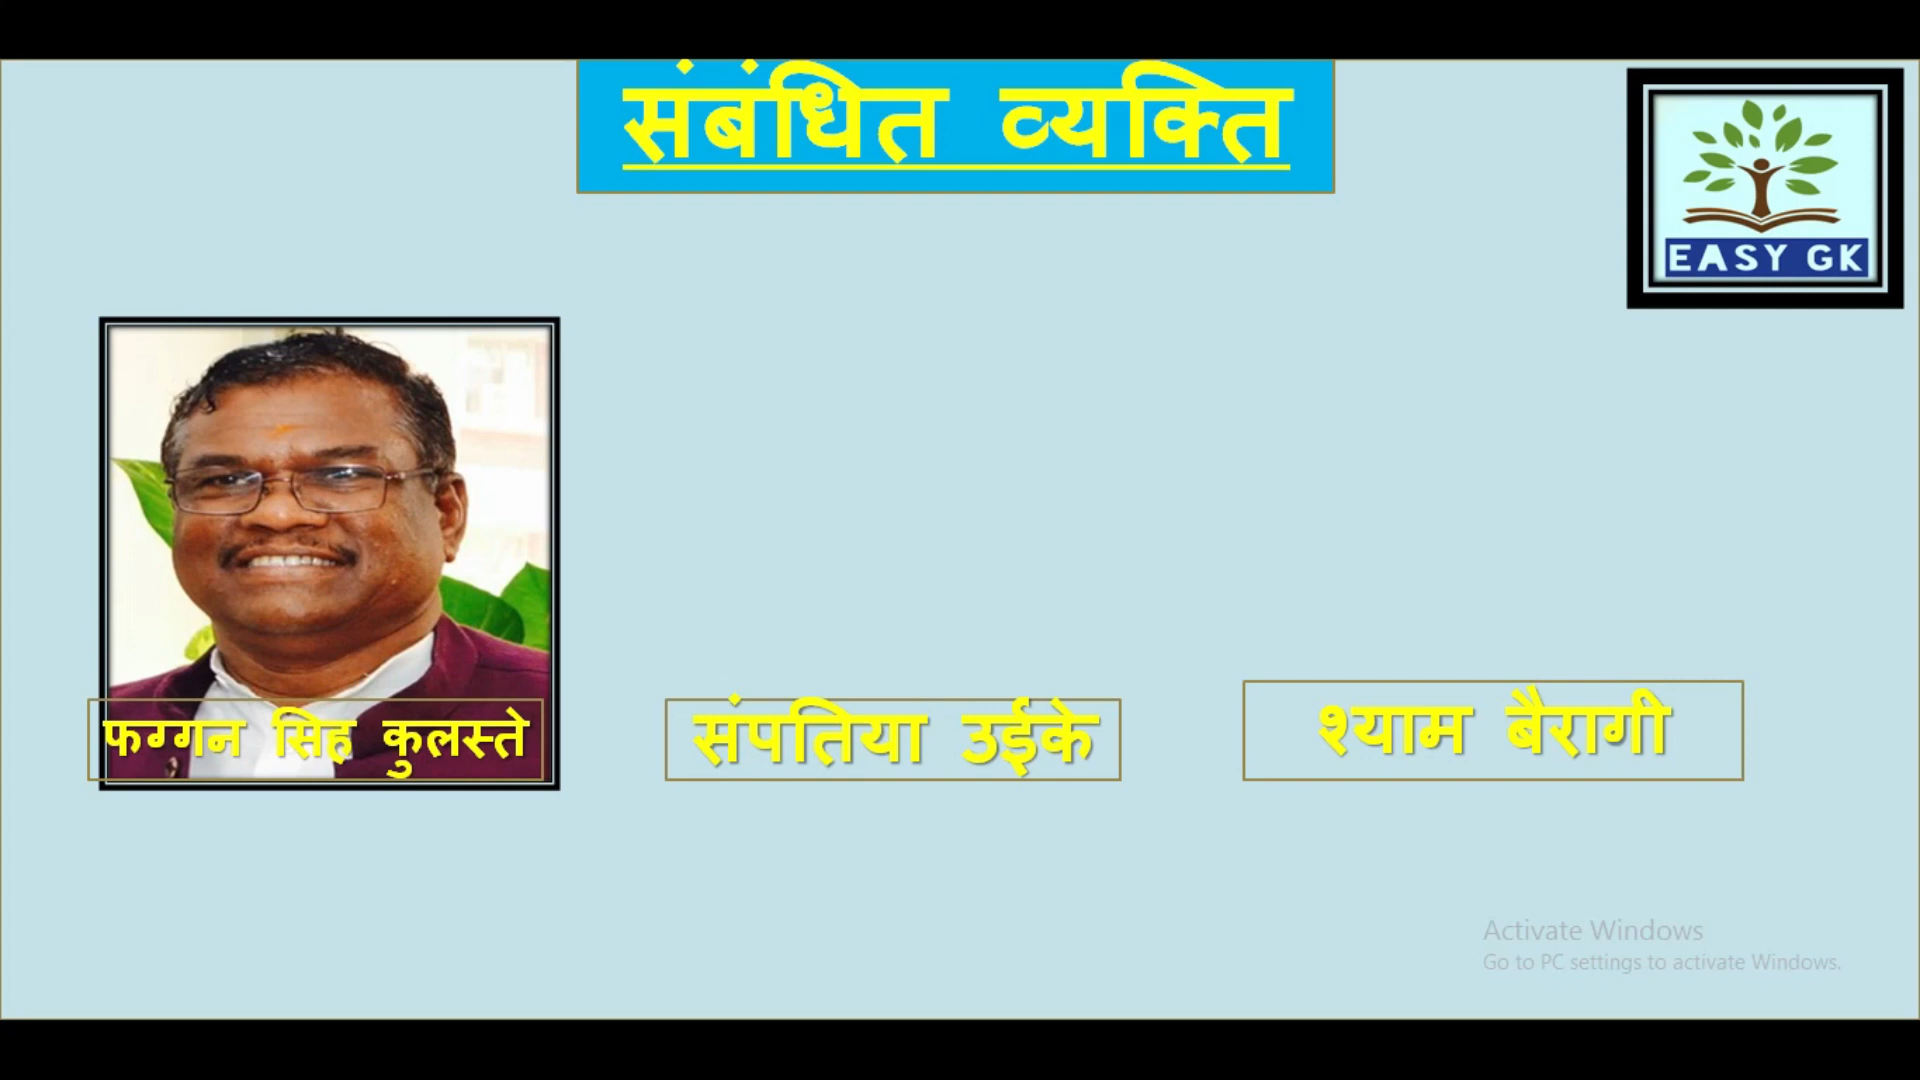 संबंधित व्यक्ति
EASY GK
फग्गन सिह कुलस्ते
संपतिया उईके
श्याम बैरागी
Activate Windows
Go to PC settings to activate Windows.